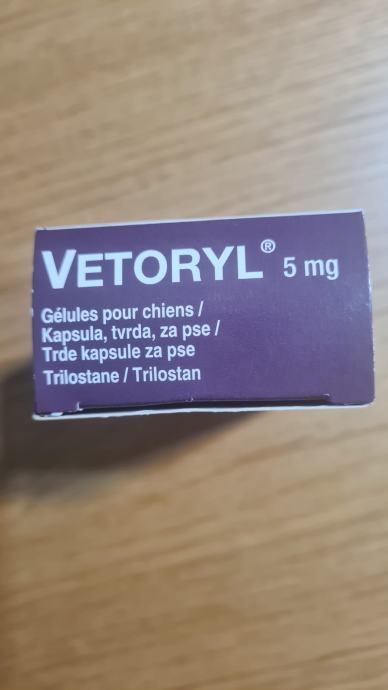 VETORYL® 5 mg
Gélules pour chiens /
Kapsula, tvrda, za pse /
Trde kapsule za pse
Trilostane / Trilostan